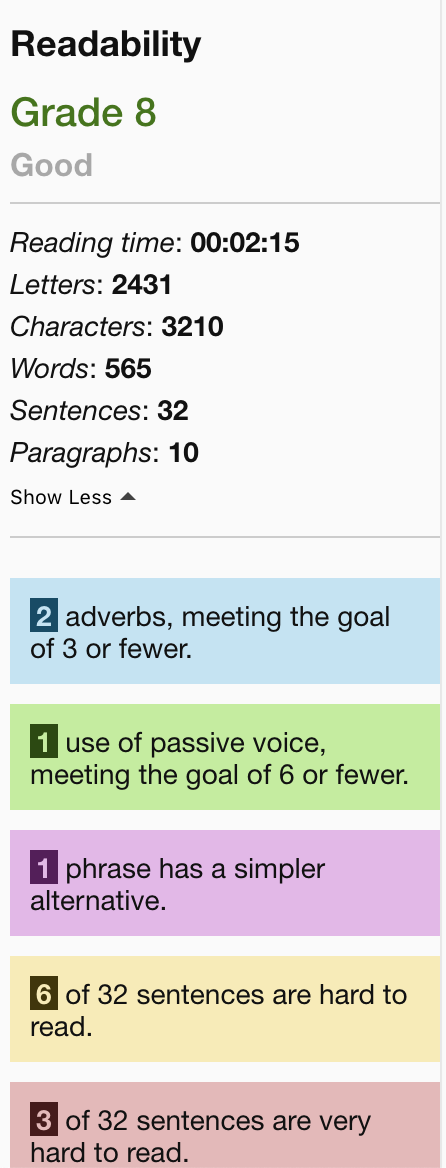 Readability
Grade 8
Good
Reading time: 00:02:15
Letters: 2431
Characters: 3210
Words: 565
Sentences: 32
Paragraphs: 10
Show Less
2 adverbs, meeting the goal
of 3 or fewer.
1 use of passive voice,
meeting the goal of 6 or fewer.
1 phrase has a simpler
alternative.
6 of 32 sentences are hard to
read.
3 of 32 sentences are very
hard to read.